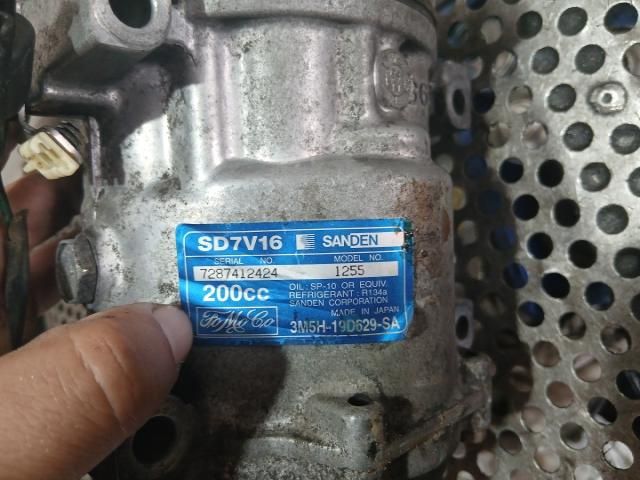 SD7V16 SANDEN
SERIAL NO. MODEL NO.
7287412424 1255
200cc OIL : SP-10 OR EQUIV.
REFRIGERANT : R134a
SANDEN CORPORATION
MADE IN JAPAN
FoMoCo 3M5H-19D629-SA